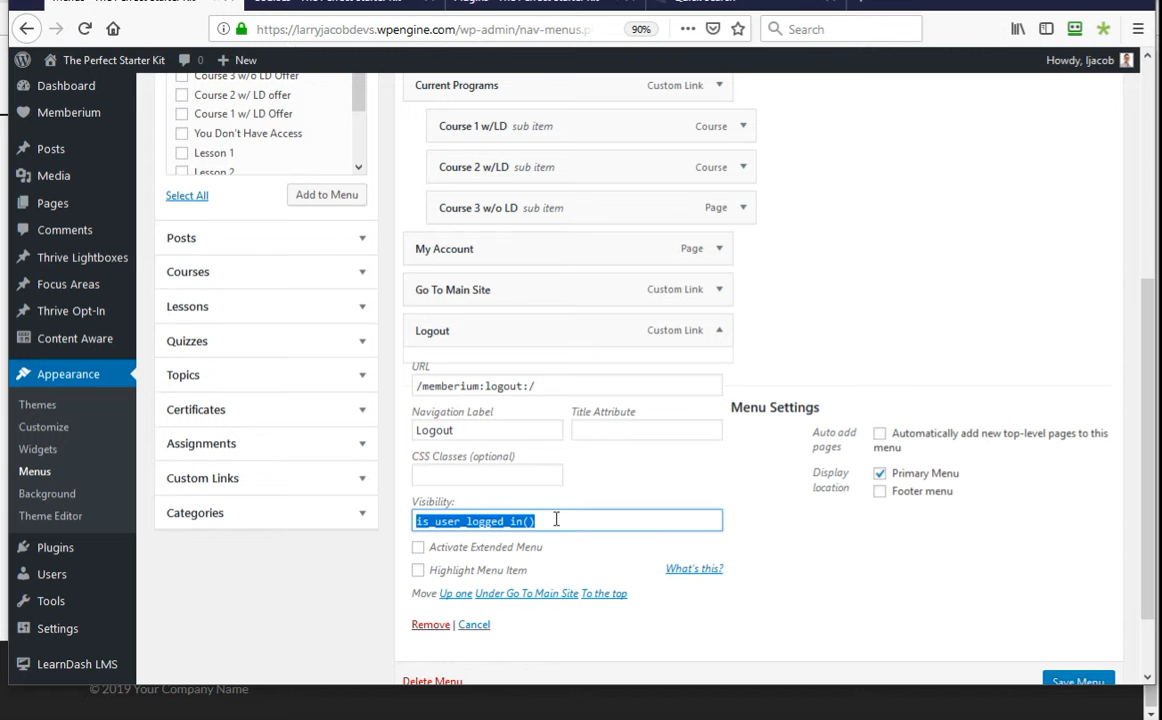 https://larryjacobdevs.wpengine.com/wp-admin/nav-menus.p
90%
Search
The Perfect Starter Kit
0
New
Howdy, ljacob
Dashboard
Memberium
Posts
Media
Pages
Comments
Thrive Lightboxes
Focus Areas
Thrive Opt-In
Content Aware
Appearance
Themes
Customize
Widgets
Menus
Background
Theme Editor
Plugins
Users
Tools
Settings
LearnDash LMS
Course 3 w/o LD Offer
Course 2 w/ LD offer
Course 1 w/ LD Offer
You Don't Have Access
Lesson 1
Lesson 2
Select All
Add to Menu
Posts
Courses
Lessons
Quizzes
Topics
Certificates
Assignments
Custom Links
Categories
Current Programs Custom Link
Course 1 w/LD sub item Course
Course 2 w/LD sub item Course
Course 3 w/o LD sub item Page
My Account Page
Go To Main Site Custom Link
Logout Custom Link
URL
/memberium:logout:/
Navigation Label Title Attribute
Logout
CSS Classes (optional)
Visibility:
is_user_logged_in()
Activate Extended Menu
Highlight Menu Item What's this?
Move Up one Under Go To Main Site To the top
Remove | Cancel
Menu Settings
Auto add pages
Automatically add new top-level pages to this
menu
Display location
Primary Menu
Footer menu
Delete Menu
Save Menu
© 2019 Your Company Name